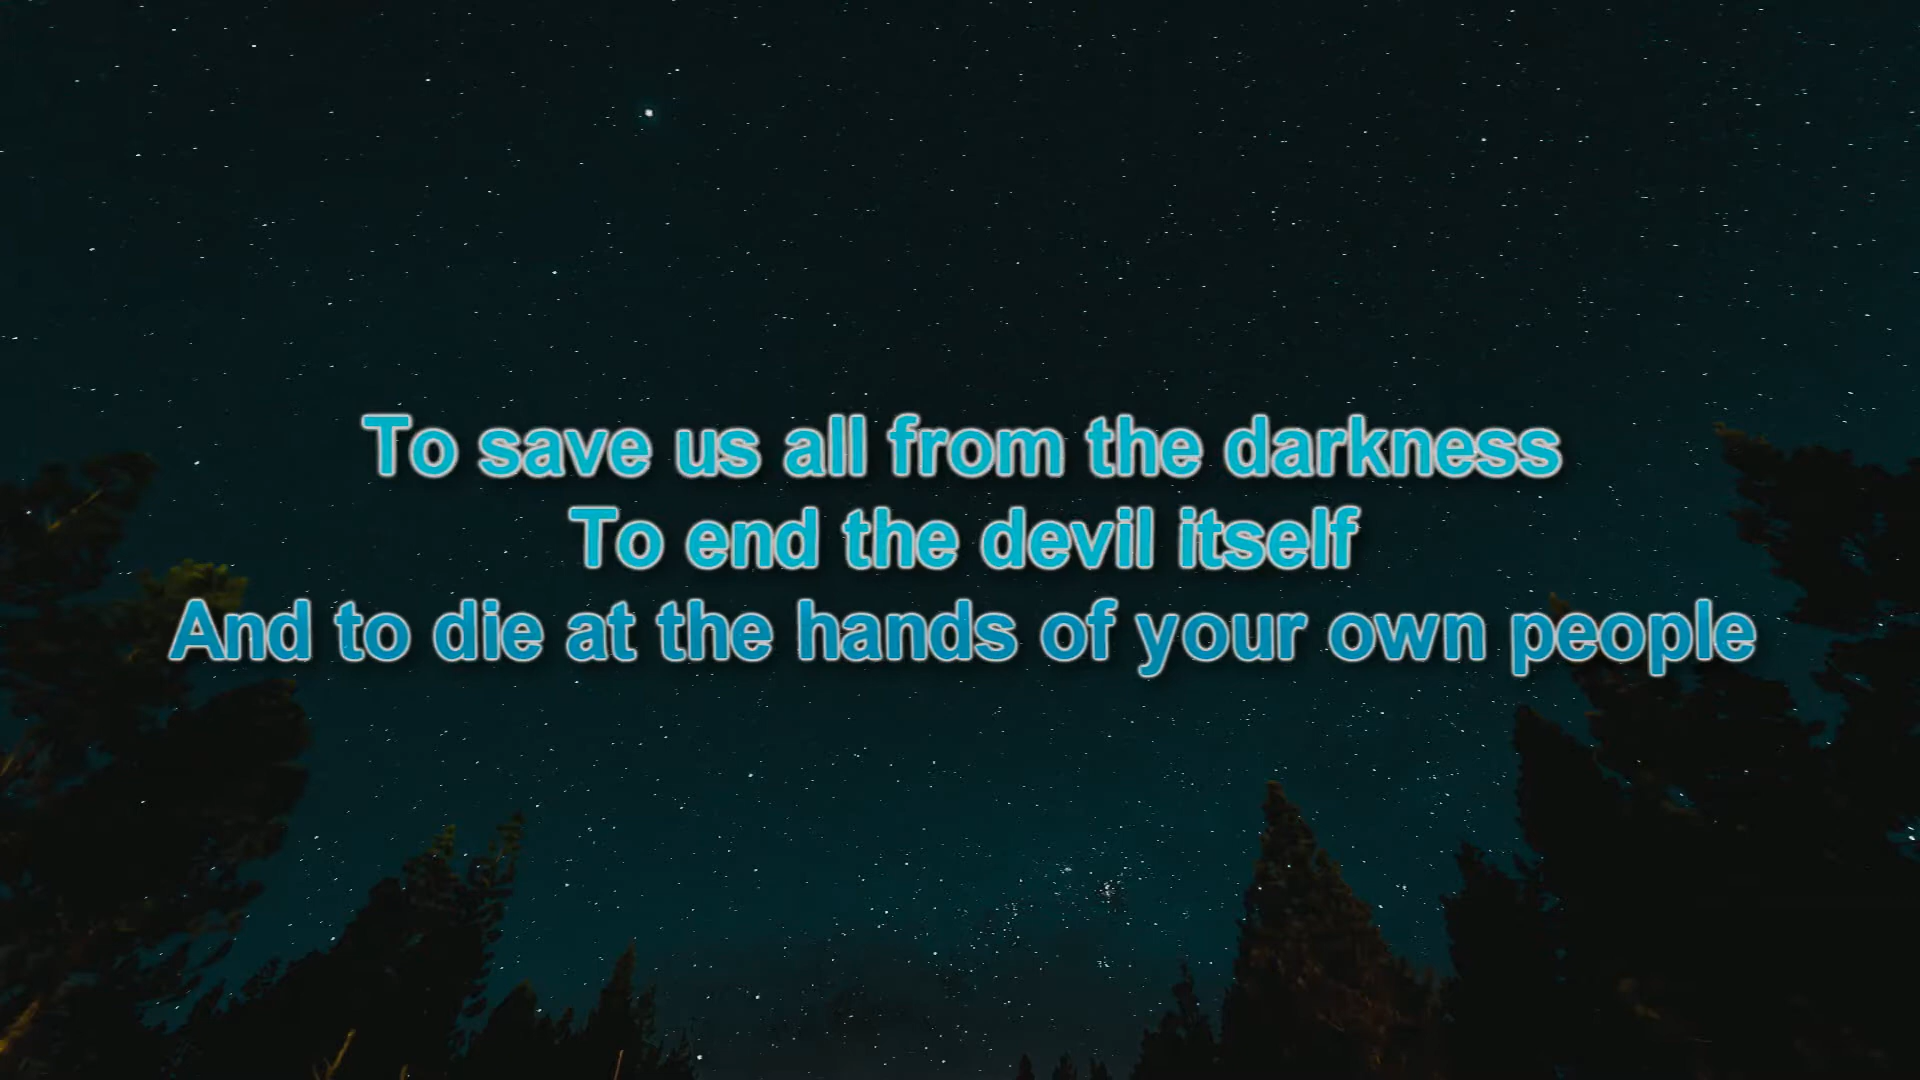 To save us all from the darkness
To end the devil itself
And to die at the hands of your own people